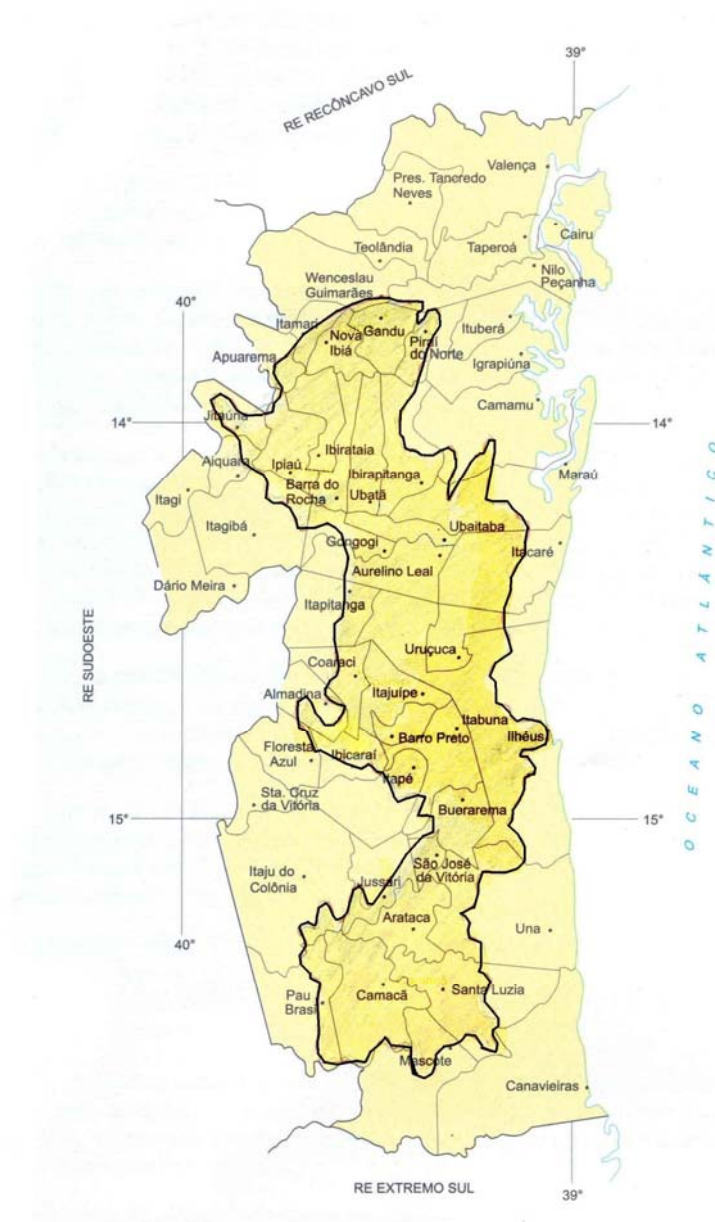 RE RECÔNCAVO SUL
39°
Valença
Pres. Tancredo
Neves
Cairu
Taperoá
Teolândia
Nilo
Peçanha
Wenceslau
Guimarães
40°
Itamari
Gandu
Ituberá
Nova
Ibiá
Piraí
do Norte
Apuarema
Igrapiúna
Camamu
Jitaúna
14°
14°
Ibirataia
Aiquara
Ipiaú
Ibirapitanga
Maraú
Barra do
Rocha
Ubatã
Itagi
Itagibá
Ubaitaba
Gongogi
Itacaré
Aurelino Leal
Dário Meira
Itapitanga
RE SUDOESTE
OCEANO ATLÂNTICO
Uruçuca
Coaraci
Almadina
Itajuípe
Itabuna
Barro Preto
Ilhéus
Floresta
Azul
Ibicaraí
Itapé
Sta. Cruz
da Vitória
Buerarema
15°
15°
São José
da Vitória
Itaju do
Colônia
Jussari
Arataca
Una
40°
Camacã
Santa Luzia
Pau
Brasil
Mascote
Canavieiras
RE EXTREMO SUL
39°